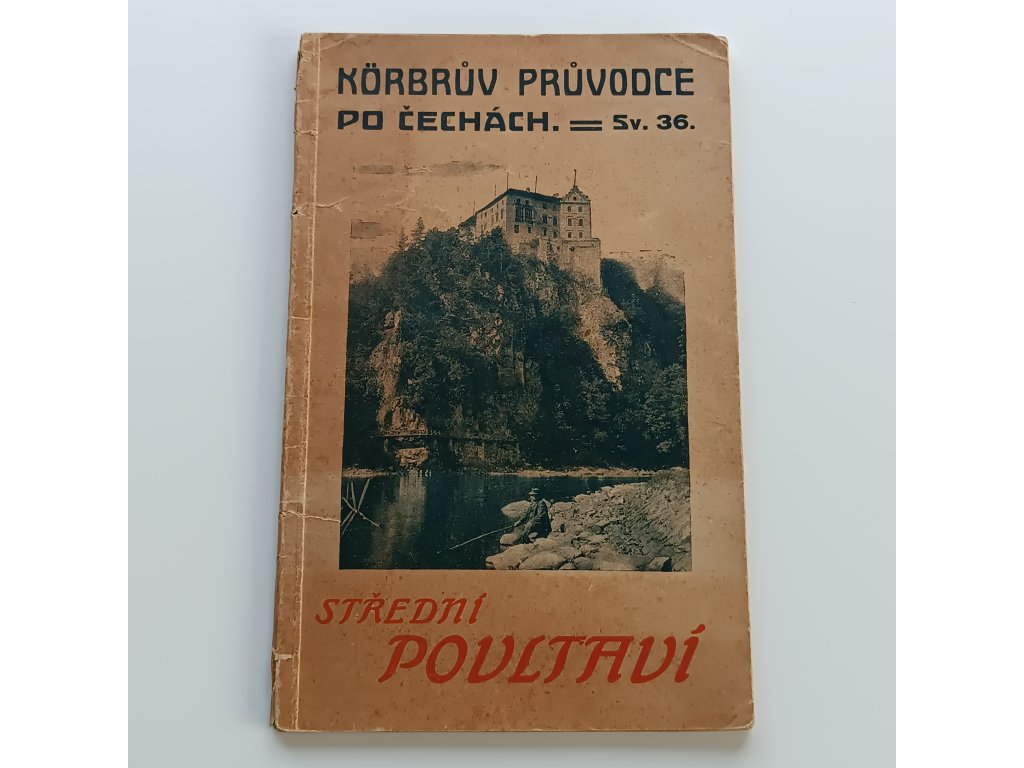 KÖRBRŮV PRŮVODCE
PO ČECHÁCH. = Sv. 36.
STŘEDNÍ
POVLTAVÍ